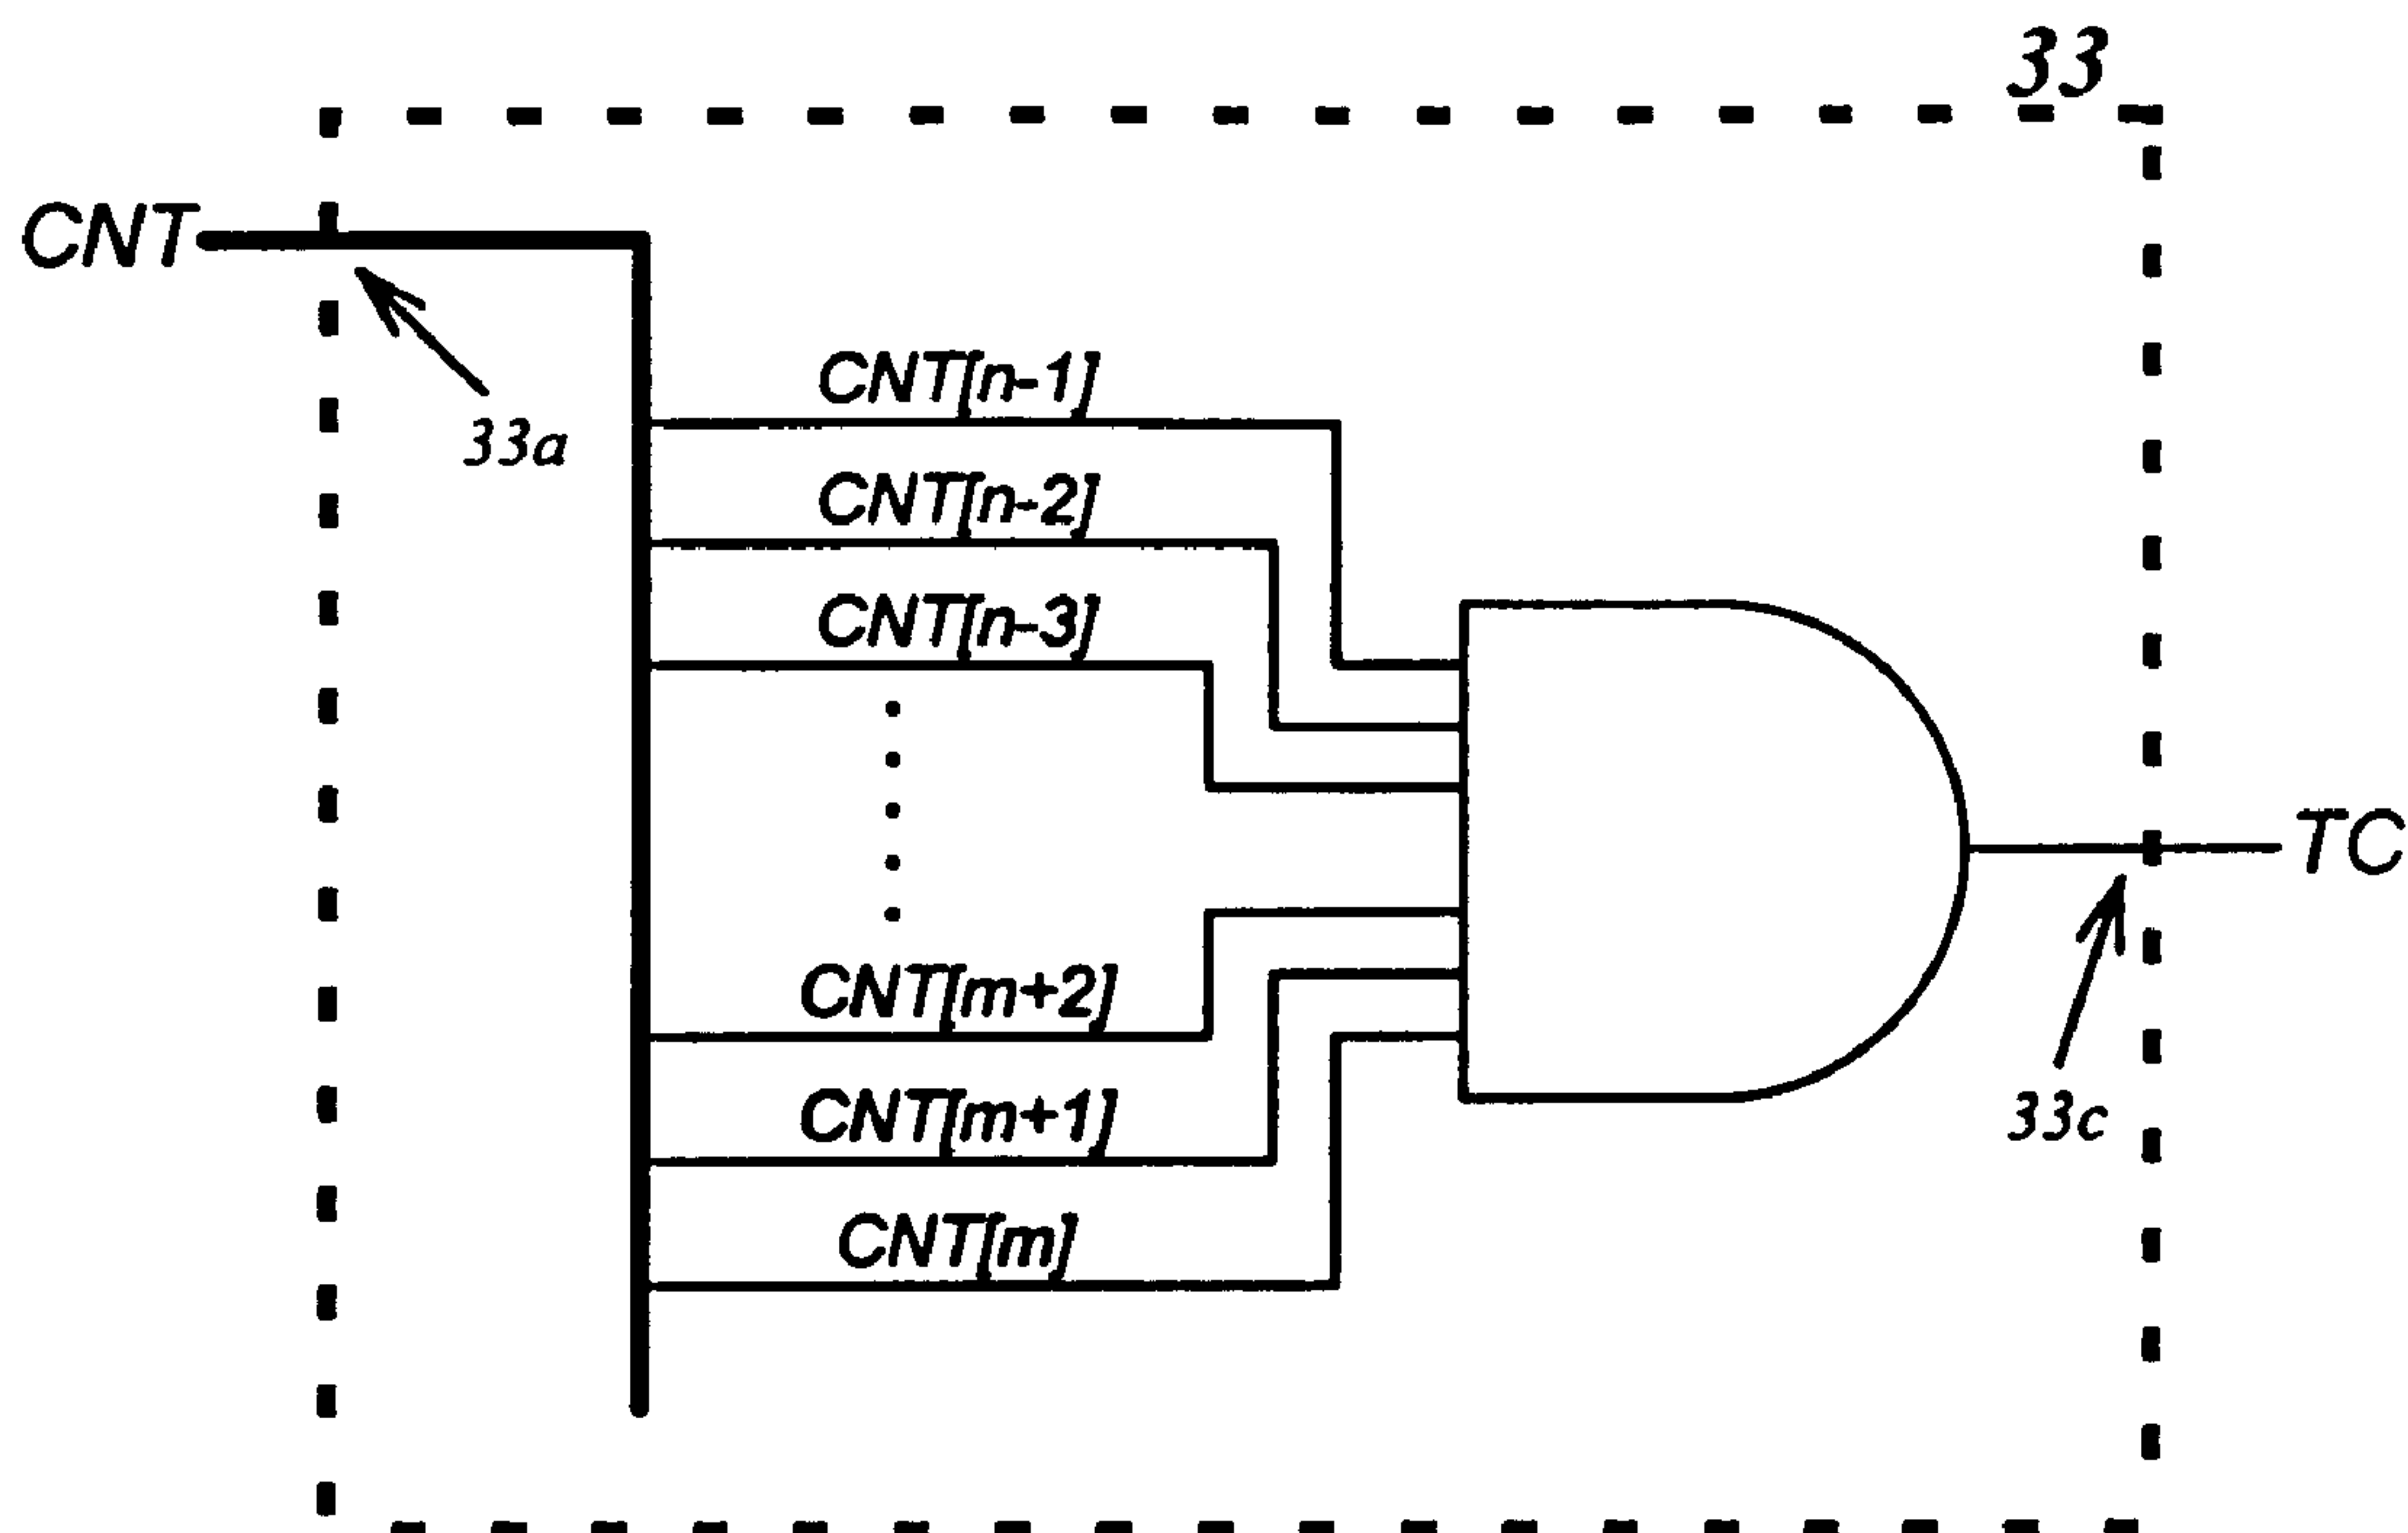 33
CNT
33a
CNT[n-1]
CNT[n-2]
CNT[n-3]
TC
CNT[m+2]
CNT[m+1]
33c
CNT[m]